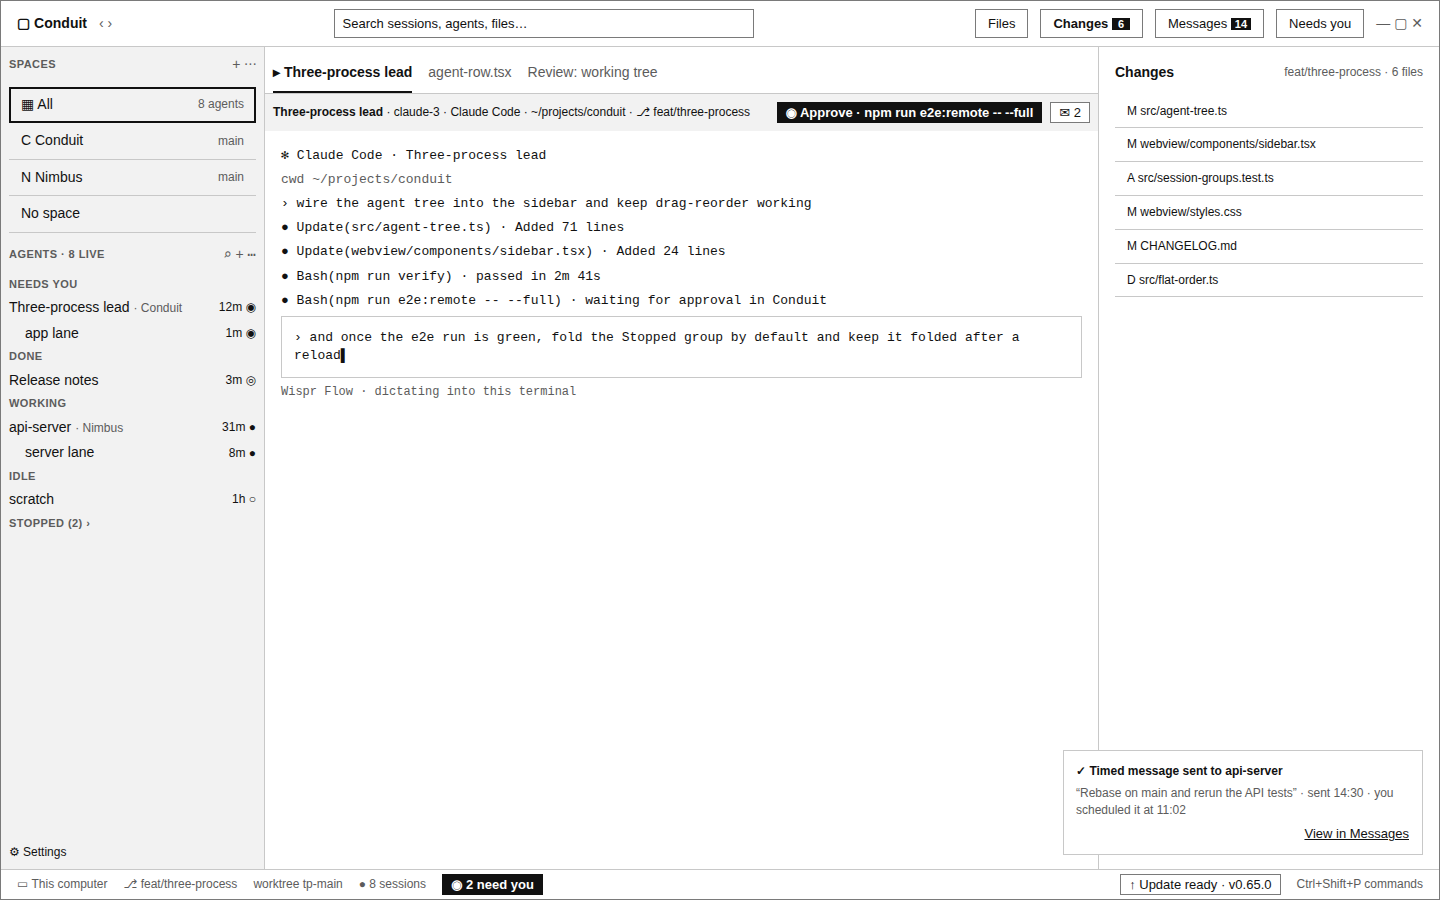 ▢ Conduit ‹ › Search sessions, agents, files… Files Changes 6 Messages 14 Needs you — ▢ ✕
SPACES + ⋯
▦ All 8 agents
C Conduit main
N Nimbus main
No space
AGENTS · 8 LIVE ⌕ + ⋯
NEEDS YOU
Three-process lead · Conduit 12m ◉
app lane 1m ◉
DONE
Release notes 3m ◎
WORKING
api-server · Nimbus 31m ●
server lane 8m ●
IDLE
scratch 1h ○
STOPPED (2) ›
⚙ Settings
▸ Three-process lead agent-row.tsx Review: working tree
Three-process lead · claude-3 · Claude Code · ~/projects/conduit · ⎇ feat/three-process ◉ Approve · npm run e2e:remote -- --full ✉ 2
✻ Claude Code · Three-process lead
cwd ~/projects/conduit
› wire the agent tree into the sidebar and keep drag-reorder working
● Update(src/agent-tree.ts) · Added 71 lines
● Update(webview/components/sidebar.tsx) · Added 24 lines
● Bash(npm run verify) · passed in 2m 41s
● Bash(npm run e2e:remote -- --full) · waiting for approval in Conduit
› and once the e2e run is green, fold the Stopped group by default and keep it folded after a
reload▌
Wispr Flow · dictating into this terminal
Changes feat/three-process · 6 files
M src/agent-tree.ts
M webview/components/sidebar.tsx
A src/session-groups.test.ts
M webview/styles.css
M CHANGELOG.md
D src/flat-order.ts
✓ Timed message sent to api-server
“Rebase on main and rerun the API tests” · sent 14:30 · you
scheduled it at 11:02
View in Messages
▭ This computer ⎇ feat/three-process worktree tp-main ● 8 sessions ◉ 2 need you ↑ Update ready · v0.65.0 Ctrl+Shift+P commands